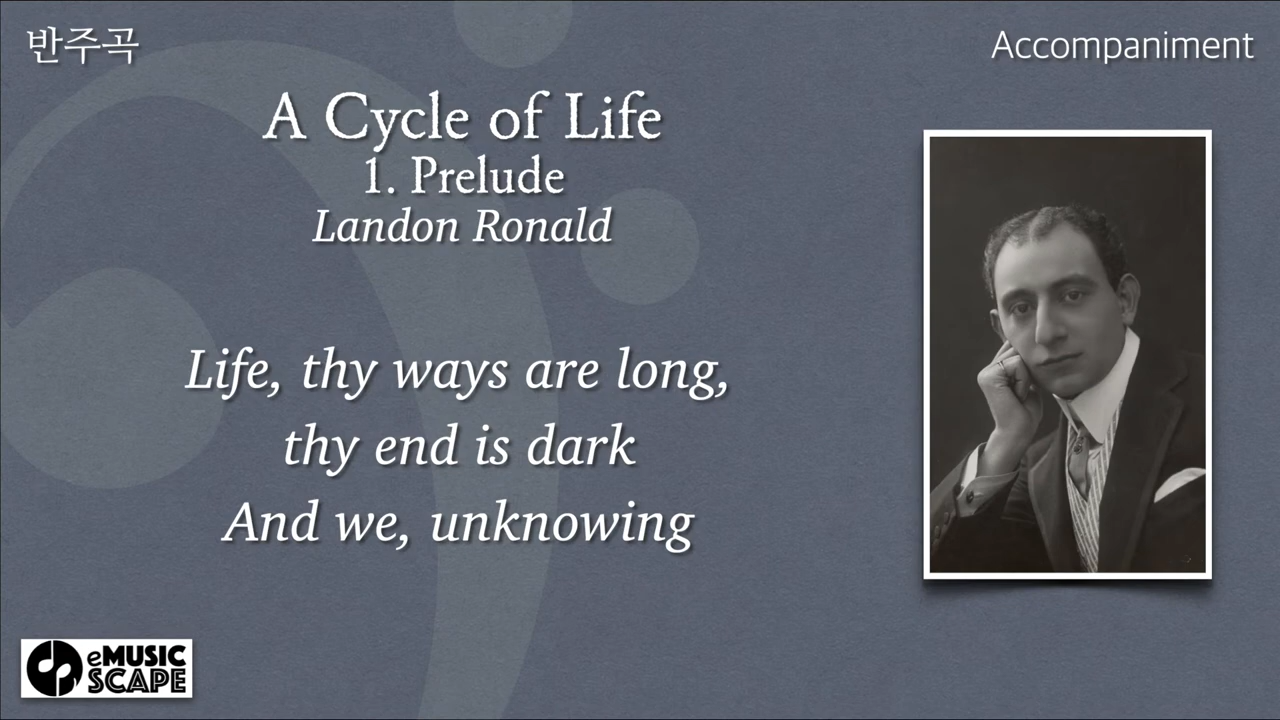 반주곡
Accompaniment
A Cycle of Life
1. Prelude
Landon Ronald
Life, thy ways are long,
thy end is dark
And we, unknowing
eMUSIC
SCAPE